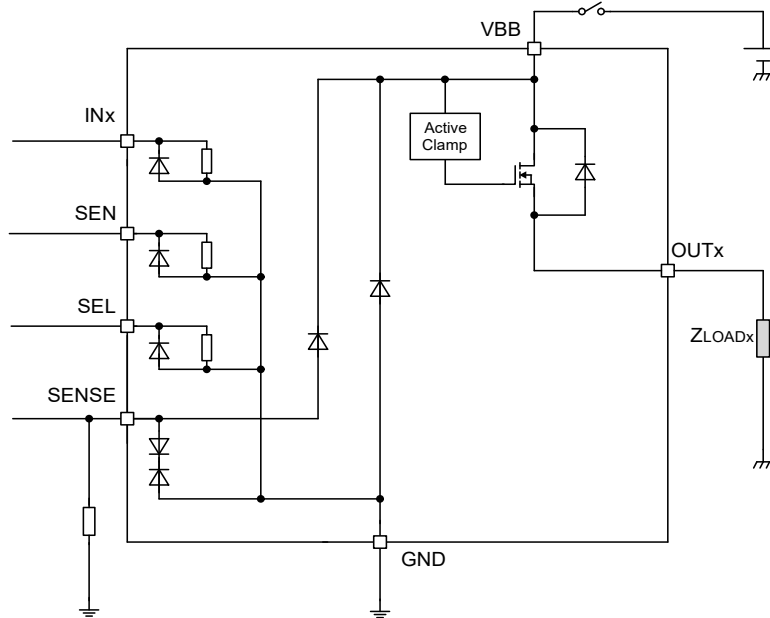 VBB
INx
Active
Clamp
SEN
OUTx
SEL
ZLOADx
SENSE
GND